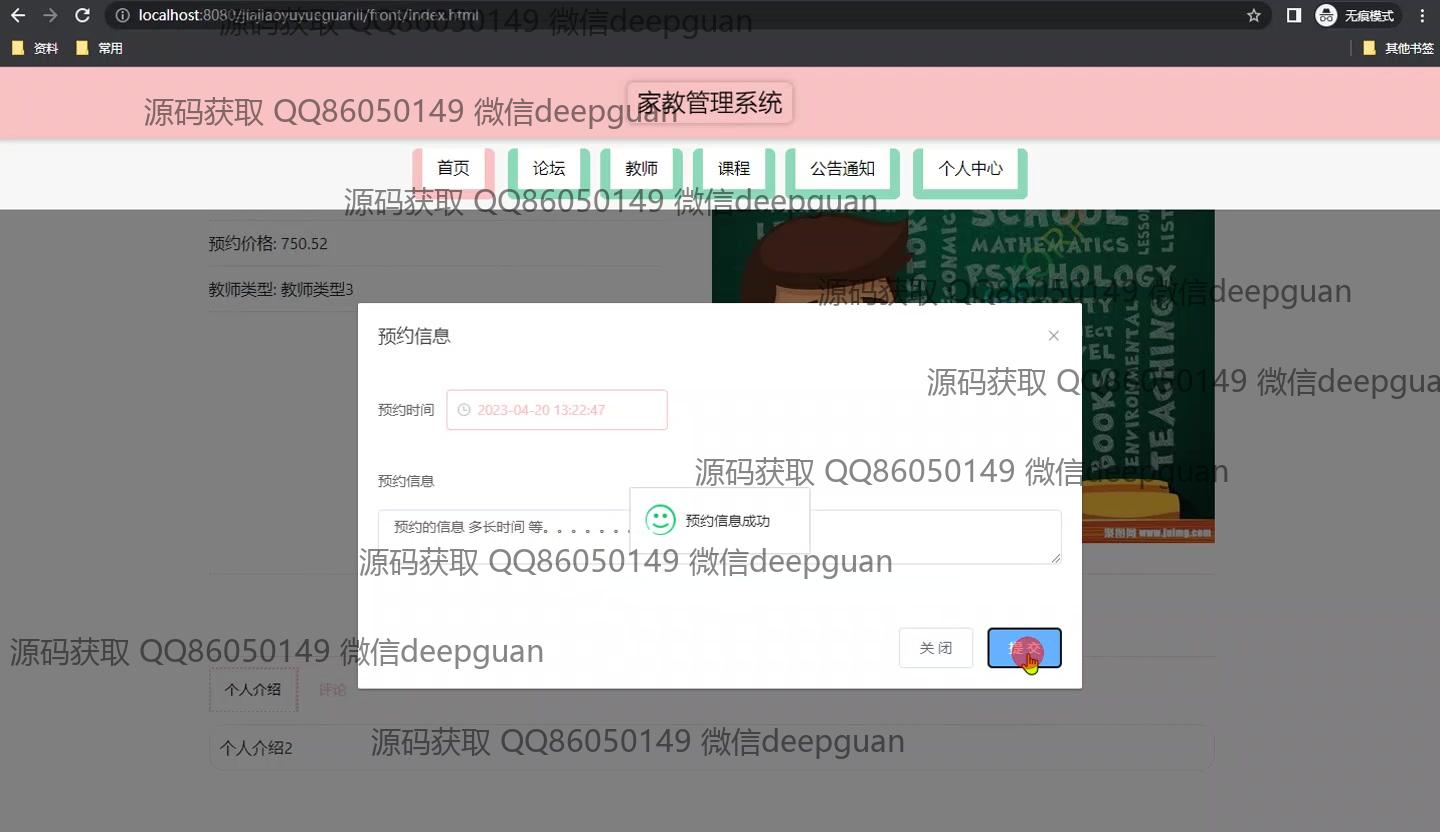 localhost:8080/jiajiaoyuyueguanli/front/index.html
无痕模式
资料 常用 其他书签
源码获取 QQ86050149 微信deepguan
家教管理系统
源码获取 QQ86050149 微信deepguan
首页 论坛 教师 课程 公告通知 个人中心
源码获取 QQ86050149 微信deepguan
SCHOOL
MATHEMATICS
LESSON
LIST
预约价格: 750.52
PSYCHOLOGY
教师类型: 教师类型3
源码获取 QQ86050149 微信deepguan
预约信息
源码获取 QQ86050149 微信deepgua
BOOKS
ENVIRONMENTAL
TEACHING
预约时间 2023-04-20 13:22:47
源码获取 QQ86050149 微信deepguan
预约信息
预约信息成功
预约的信息 多长时间 等。。。。。。。
聚图网 www.juimg.com
源码获取 QQ86050149 微信deepguan
关 闭 提 交
源码获取 QQ86050149 微信deepguan
个人介绍 评论
个人介绍2
源码获取 QQ86050149 微信deepguan